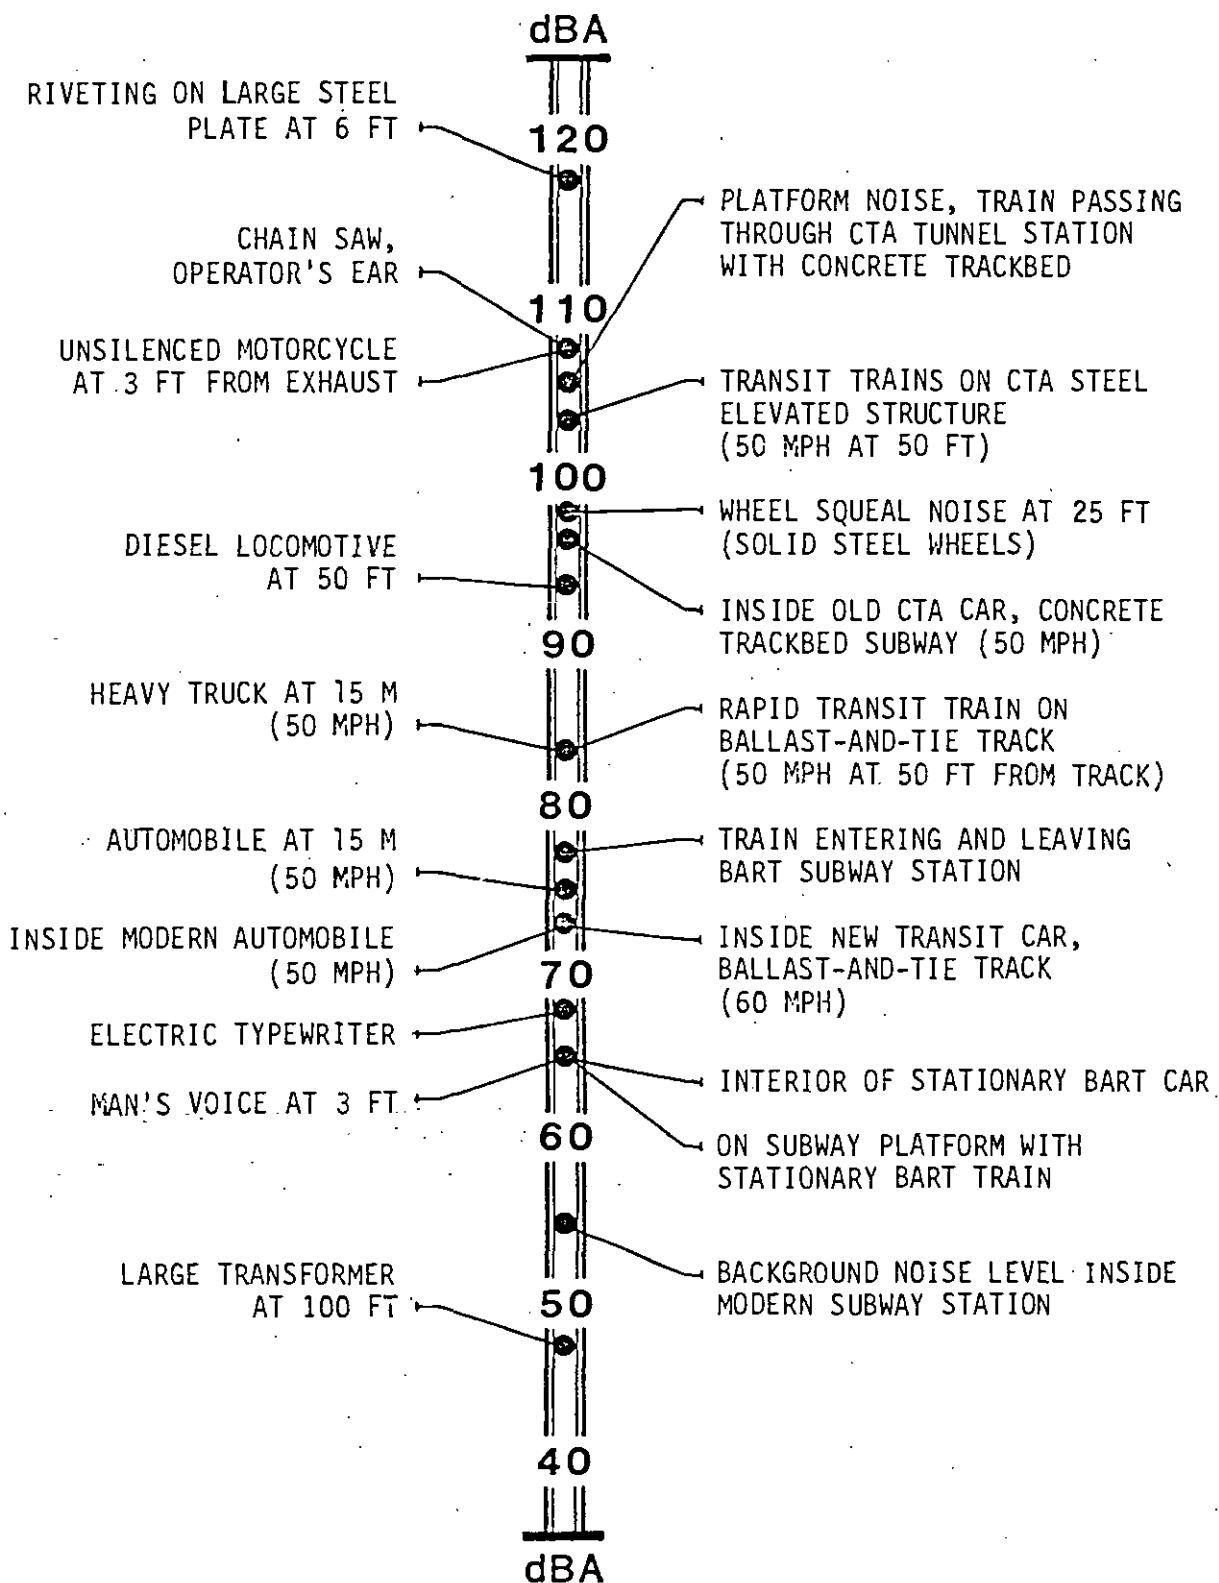 dBA
RIVETING ON LARGE STEEL
PLATE AT 6 FT
120
PLATFORM NOISE, TRAIN PASSING
THROUGH CTA TUNNEL STATION
WITH CONCRETE TRACKBED
CHAIN SAW,
OPERATOR'S EAR
110
UNSILENCED MOTORCYCLE
AT 3 FT FROM EXHAUST
TRANSIT TRAINS ON CTA STEEL
ELEVATED STRUCTURE
(50 MPH AT 50 FT)
100
WHEEL SQUEAL NOISE AT 25 FT
(SOLID STEEL WHEELS)
DIESEL LOCOMOTIVE
AT 50 FT
INSIDE OLD CTA CAR, CONCRETE
TRACKBED SUBWAY (50 MPH)
90
HEAVY TRUCK AT 15 M
(50 MPH)
RAPID TRANSIT TRAIN ON
BALLAST-AND-TIE TRACK
(50 MPH AT 50 FT FROM TRACK)
80
AUTOMOBILE AT 15 M
(50 MPH)
TRAIN ENTERING AND LEAVING
BART SUBWAY STATION
INSIDE MODERN AUTOMOBILE
(50 MPH)
INSIDE NEW TRANSIT CAR,
BALLAST-AND-TIE TRACK
(60 MPH)
70
ELECTRIC TYPEWRITER
MAN'S VOICE AT 3 FT
INTERIOR OF STATIONARY BART CAR
60
ON SUBWAY PLATFORM WITH
STATIONARY BART TRAIN
LARGE TRANSFORMER
AT 100 FT
50
BACKGROUND NOISE LEVEL INSIDE
MODERN SUBWAY STATION
40
dBA